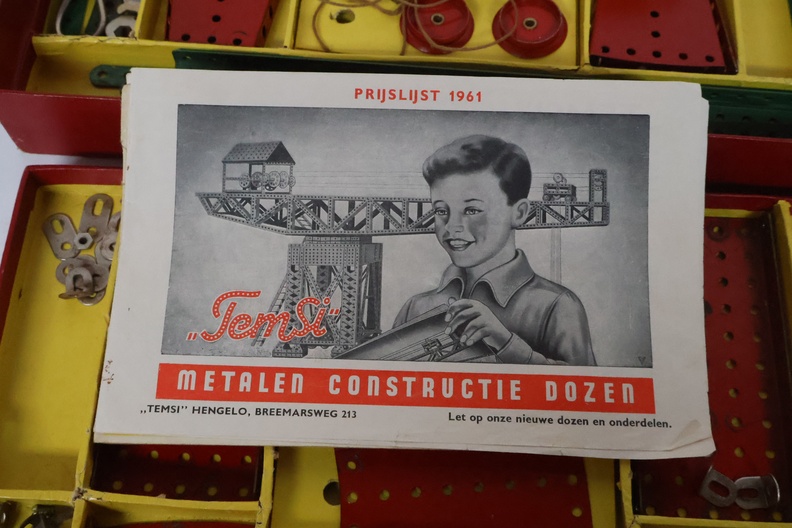 PRIJSLIJST 1961
„TemSi”
METALEN CONSTRUCTIE DOZEN
„TEMSI” HENGELO, BREEMARSWEG 213
Let op onze nieuwe dozen en onderdelen.